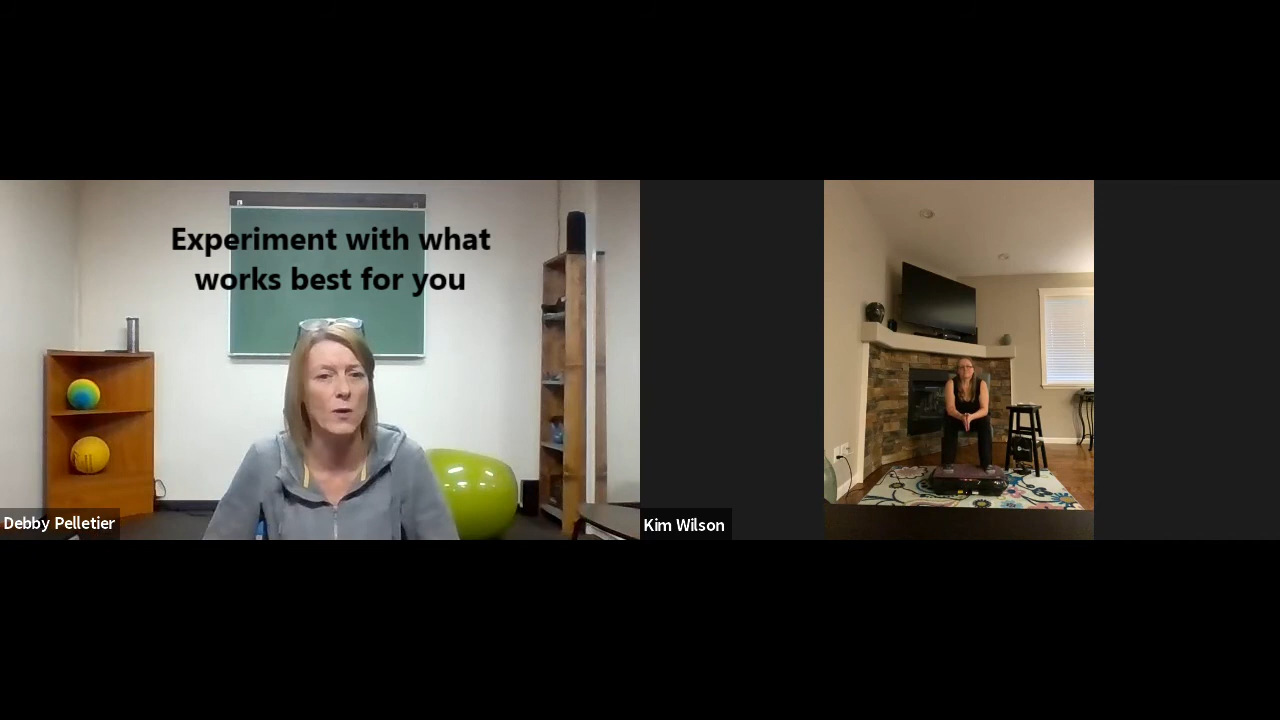 Experiment with what
works best for you
Debby Pelletier
Kim Wilson